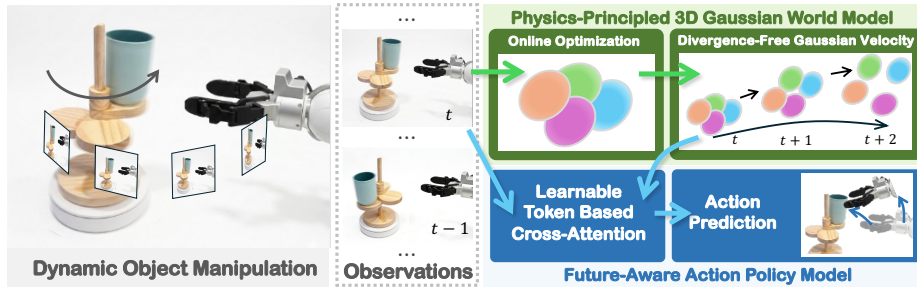 Dynamic Object Manipulation
...
t
...
t − 1
...
Observations
Physics-Principled 3D Gaussian World Model
Online Optimization
Divergence-Free Gaussian Velocity
t
t + 1
t + 2
Learnable
Token Based
Cross-Attention
Action
Prediction
Future-Aware Action Policy Model